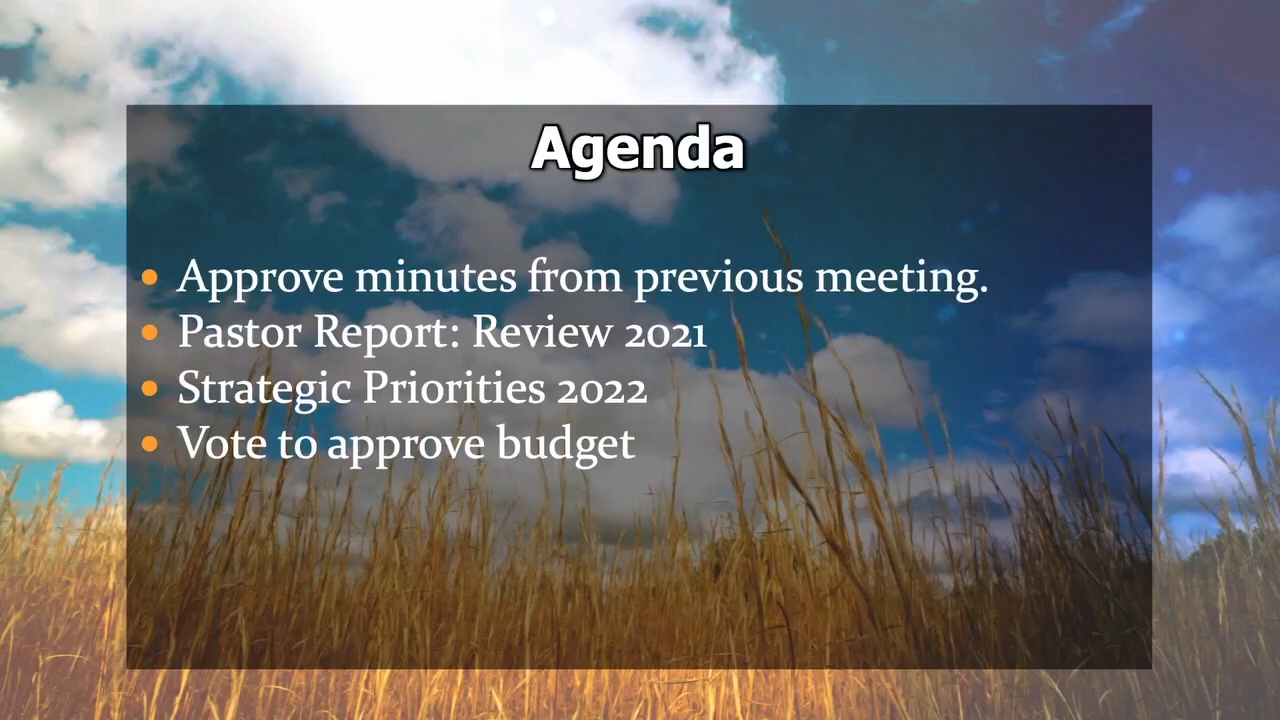 Agenda
• Approve minutes from previous meeting.
• Pastor Report: Review 2021
• Strategic Priorities 2022
• Vote to approve budget